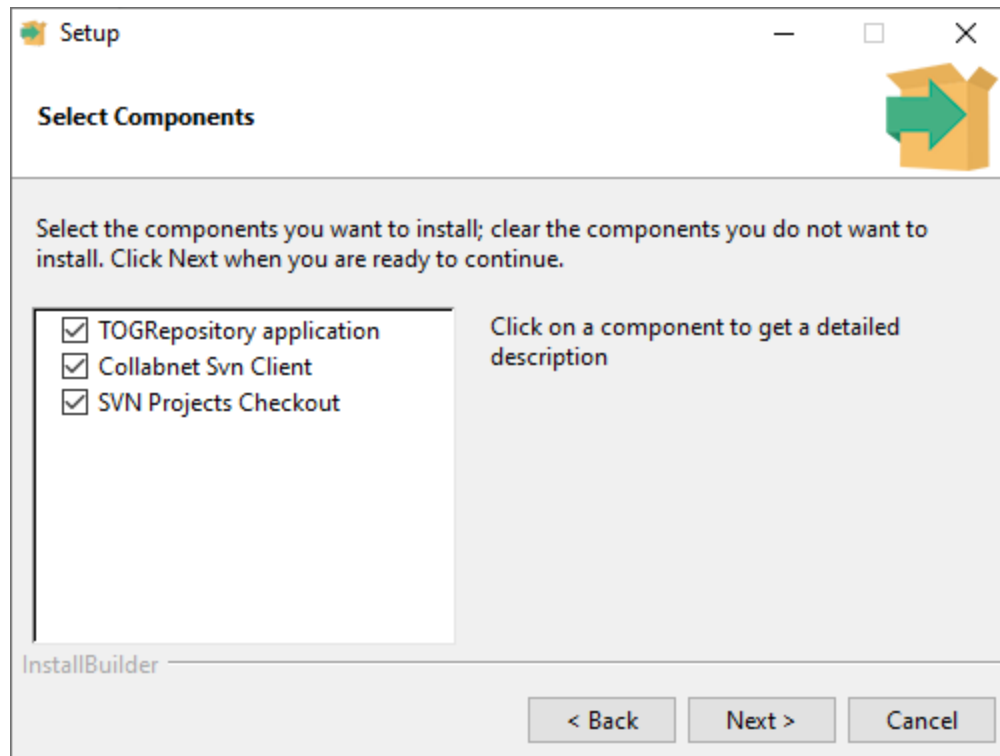 Setup
Select Components
Select the components you want to install; clear the components you do not want to
install. Click Next when you are ready to continue.
TOGRepository application
Collabnet Svn Client
SVN Projects Checkout
Click on a component to get a detailed
description
InstallBuilder
< Back
Next >
Cancel